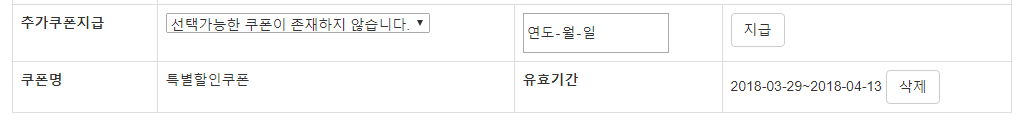 추가쿠폰지급 선택가능한 쿠폰이 존재하지 않습니다. 연도-월-일 지급
쿠폰명 특별할인쿠폰 유효기간 2018-03-29~2018-04-13 삭제